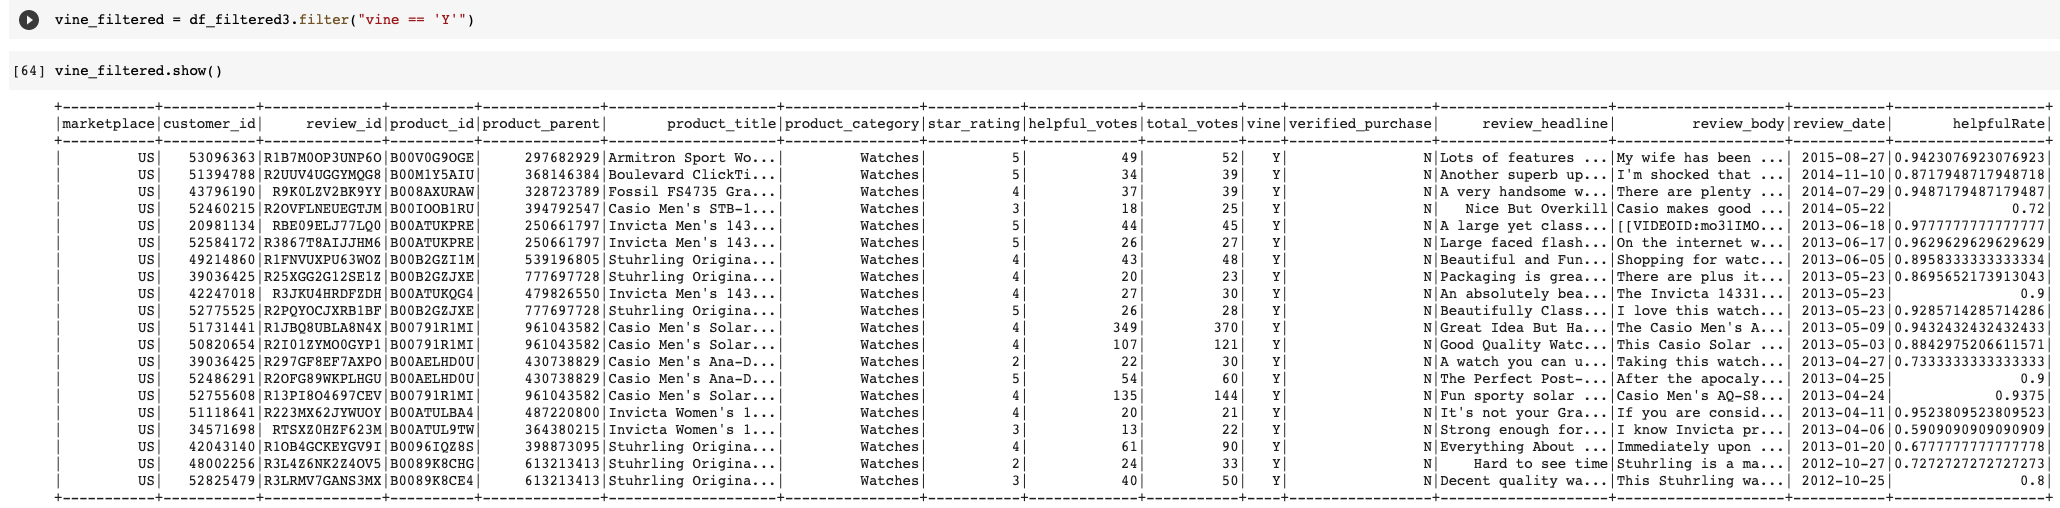 vine_filtered = df_filtered3.filter("vine == 'Y'")
[64] vine_filtered.show()
+-----------+-----------+--------------+----------+--------------+--------------------+----------------+-----------+-------------+-----------+----+-----------------+--------------------+--------------------+-----------+------------------+
|marketplace|customer_id|     review_id|product_id|product_parent|       product_title|product_category|star_rating|helpful_votes|total_votes|vine|verified_purchase|     review_headline|         review_body|review_date|       helpfulRate|
+-----------+-----------+--------------+----------+--------------+--------------------+----------------+-----------+-------------+-----------+----+-----------------+--------------------+--------------------+-----------+------------------+
|         US|   53096363|R1B7M0OP3UNP6O|B00V0G9OGE|     297682929|Armitron Sport Wo...|         Watches|          5|           49|         52|   Y|                N|Lots of features ...|My wife has been ...| 2015-08-27|0.9423076923076923|
|         US|   51394788|R2UUV4UGGYMQG8|B00M1Y5AIU|     368146384|Boulevard ClickTi...|         Watches|          5|           34|         39|   Y|                N|Another superb up...|I'm shocked that ...| 2014-11-10|0.8717948717948718|
|         US|   43796190| R9K0LZV2BK9YY|B008AXURAW|     328723789|Fossil FS4735 Gra...|         Watches|          4|           37|         39|   Y|                N|A very handsome w...|There are plenty ...| 2014-07-29|0.9487179487179487|
|         US|   52460215|R2OVFLNEUEGTJM|B00IOOB1RU|     394792547|Casio Men's STB-1...|         Watches|          3|           18|         25|   Y|                N|   Nice But Overkill|Casio makes good ...| 2014-05-22|              0.72|
|         US|   20981134| RBE09ELJ77LQ0|B00ATUKPRE|     250661797|Invicta Men's 143...|         Watches|          5|           44|         45|   Y|                N|A large yet class...|[[VIDEOID:mo31IMO...| 2013-06-18|0.9777777777777777|
|         US|   52584172|R3867T8AIJJHM6|B00ATUKPRE|     250661797|Invicta Men's 143...|         Watches|          5|           26|         27|   Y|                N|Large faced flash...|On the internet w...| 2013-06-17|0.9629629629629629|
|         US|   49214860|R1FNVUXPU63WOZ|B00B2GZI1M|     539196805|Stuhrling Origina...|         Watches|          4|           43|         48|   Y|                N|Beautiful and Fun...|Shopping for watc...| 2013-06-05|0.8958333333333334|
|         US|   39036425|R25XGG2G12SE1Z|B00B2GZJXE|     777697728|Stuhrling Origina...|         Watches|          4|           20|         23|   Y|                N|Packaging is grea...|There are plus it...| 2013-05-23|0.8695652173913043|
|         US|   42247018| R3JKU4HRDFZDH|B00ATUKQG4|     479826550|Invicta Men's 143...|         Watches|          4|           27|         30|   Y|                N|An absolutely bea...|The Invicta 14331...| 2013-05-23|               0.9|
|         US|   52775525|R2PQYOCJXRB1BF|B00B2GZJXE|     777697728|Stuhrling Origina...|         Watches|          5|           26|         28|   Y|                N|Beautifully Class...|I love this watch...| 2013-05-23|0.9285714285714286|
|         US|   51731441|R1JBQ8UBLA8N4X|B00791R1MI|     961043582|Casio Men's Solar...|         Watches|          4|          349|        370|   Y|                N|Great Idea But Ha...|The Casio Men's A...| 2013-05-09|0.9432432432432433|
|         US|   50820654|R2I01ZYMO0GYP1|B00791R1MI|     961043582|Casio Men's Solar...|         Watches|          4|          107|        121|   Y|                N|Good Quality Watc...|This Casio Solar ...| 2013-05-03|0.8842975206611571|
|         US|   39036425|R297GF8EF7AXPO|B00AELHD0U|     430738829|Casio Men's Ana-D...|         Watches|          2|           22|         30|   Y|                N|A watch you can u...|Taking this watch...| 2013-04-27|0.7333333333333333|
|         US|   52486291|R2OFG89WKPLHGU|B00AELHD0U|     430738829|Casio Men's Ana-D...|         Watches|          5|           54|         60|   Y|                N|The Perfect Post-...|After the apocaly...| 2013-04-25|               0.9|
|         US|   52755608|R13PI8O4697CEV|B00791R1MI|     961043582|Casio Men's Solar...|         Watches|          4|          135|        144|   Y|                N|Fun sporty solar ...|Casio Men's AQ-S8...| 2013-04-24|            0.9375|
|         US|   51118641|R223MX62JYWUOY|B00ATULBA4|     487220800|Invicta Women's 1...|         Watches|          4|           20|         21|   Y|                N|It's not your Gra...|If you are consid...| 2013-04-11|0.9523809523809523|
|         US|   34571698| RTSXZ0HZF623M|B00ATUL9TW|     364380215|Invicta Women's 1...|         Watches|          3|           13|         22|   Y|                N|Strong enough for...|I know Invicta pr...| 2013-04-06|0.5909090909090909|
|         US|   42043140|R1OB4GCKEYGV9I|B0096IQZ8S|     398873095|Stuhrling Origina...|         Watches|          4|           61|         90|   Y|                N|Everything About ...|Immediately upon ...| 2013-01-20|0.6777777777777778|
|         US|   48002256|R3L4Z6NK2Z4OV5|B0089K8CHG|     613213413|Stuhrling Origina...|         Watches|          2|           24|         33|   Y|                N|    Hard to see time|Stuhrling is a ma...| 2012-10-27|0.7272727272727273|
|         US|   52825479|R3LRMV7GANS3MX|B0089K8CE4|     613213413|Stuhrling Origina...|         Watches|          3|           40|         50|   Y|                N|Decent quality wa...|This Stuhrling wa...| 2012-10-25|               0.8|
+-----------+-----------+--------------+----------+--------------+--------------------+----------------+-----------+-------------+-----------+----+-----------------+--------------------+--------------------+-----------+------------------+